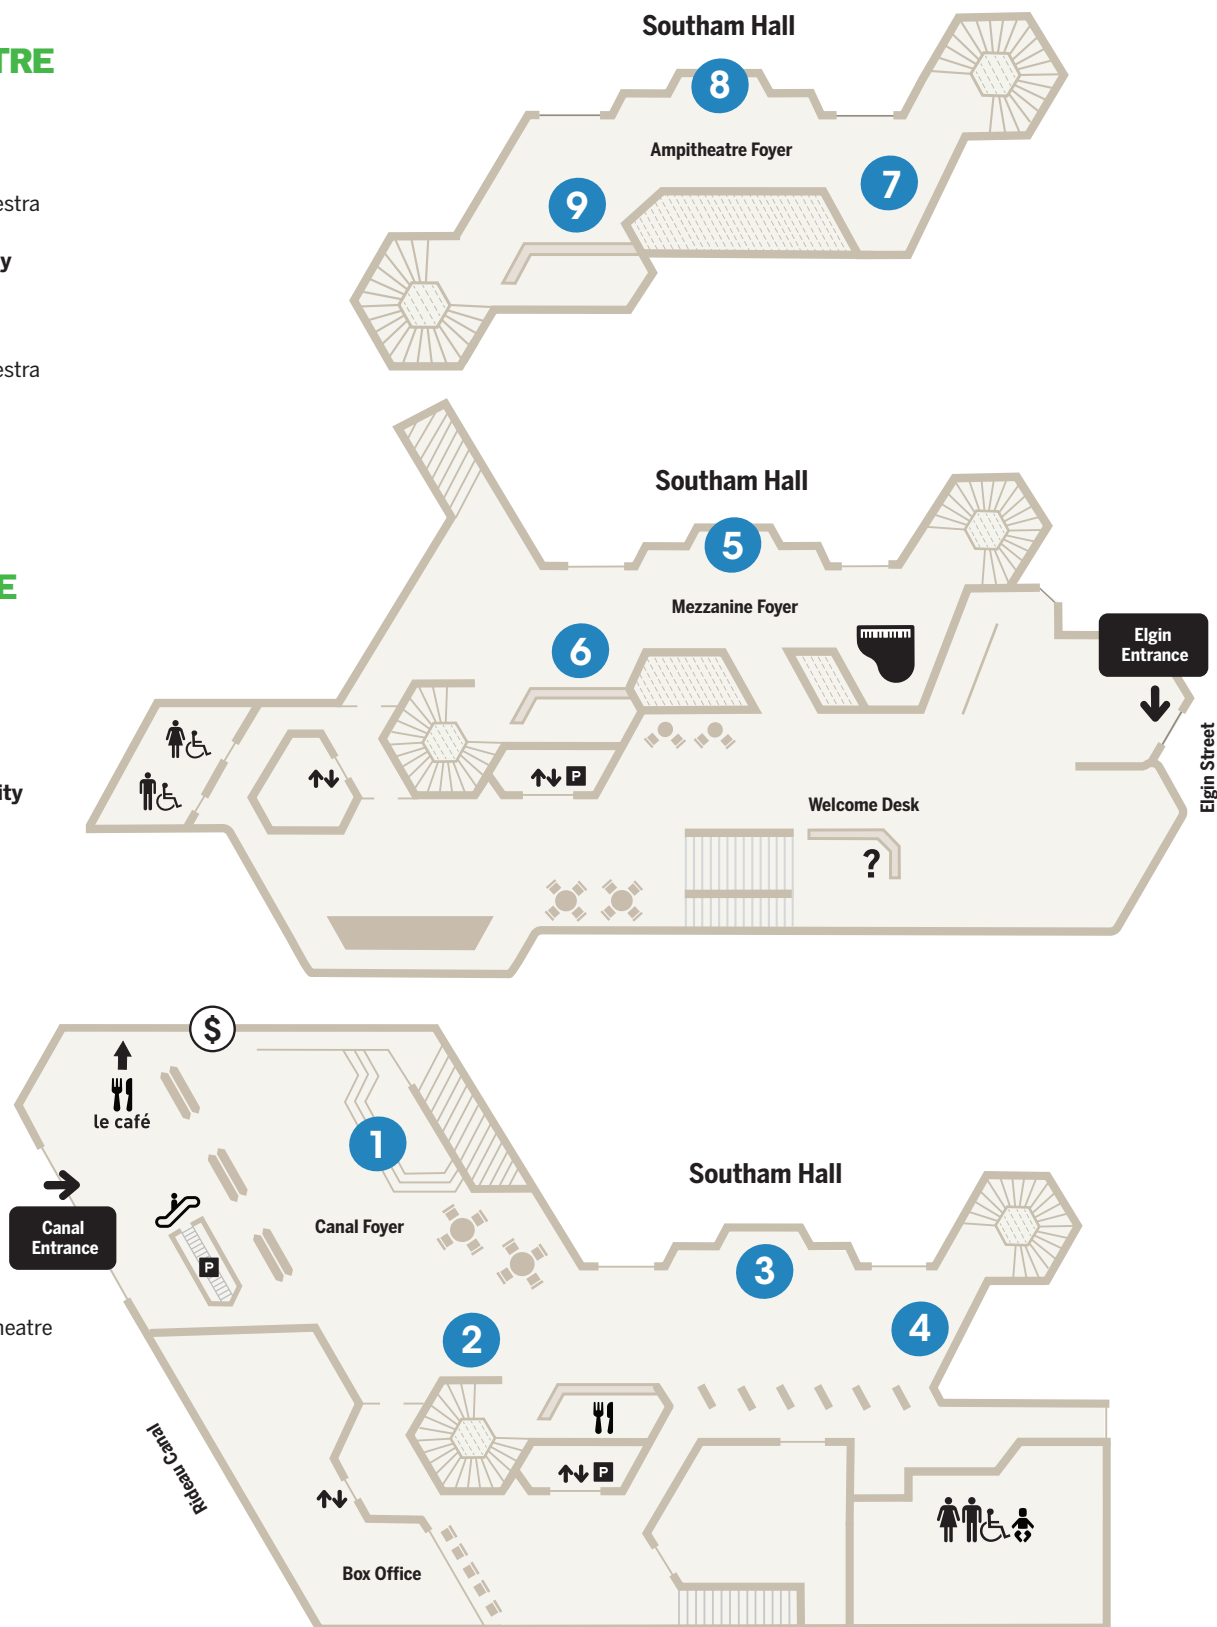 TRE
estra
y
estra
E
ity
heatre
Southam Hall
8
Ampitheatre Foyer
7
9
Southam Hall
5
Mezzanine Foyer
6
Elgin
Entrance
Elgin Street
P
Welcome Desk
?
$
le café
1
Southam Hall
Canal
Entrance
Canal Foyer
P
3
4
2
Rideau Canal
P
Box Office